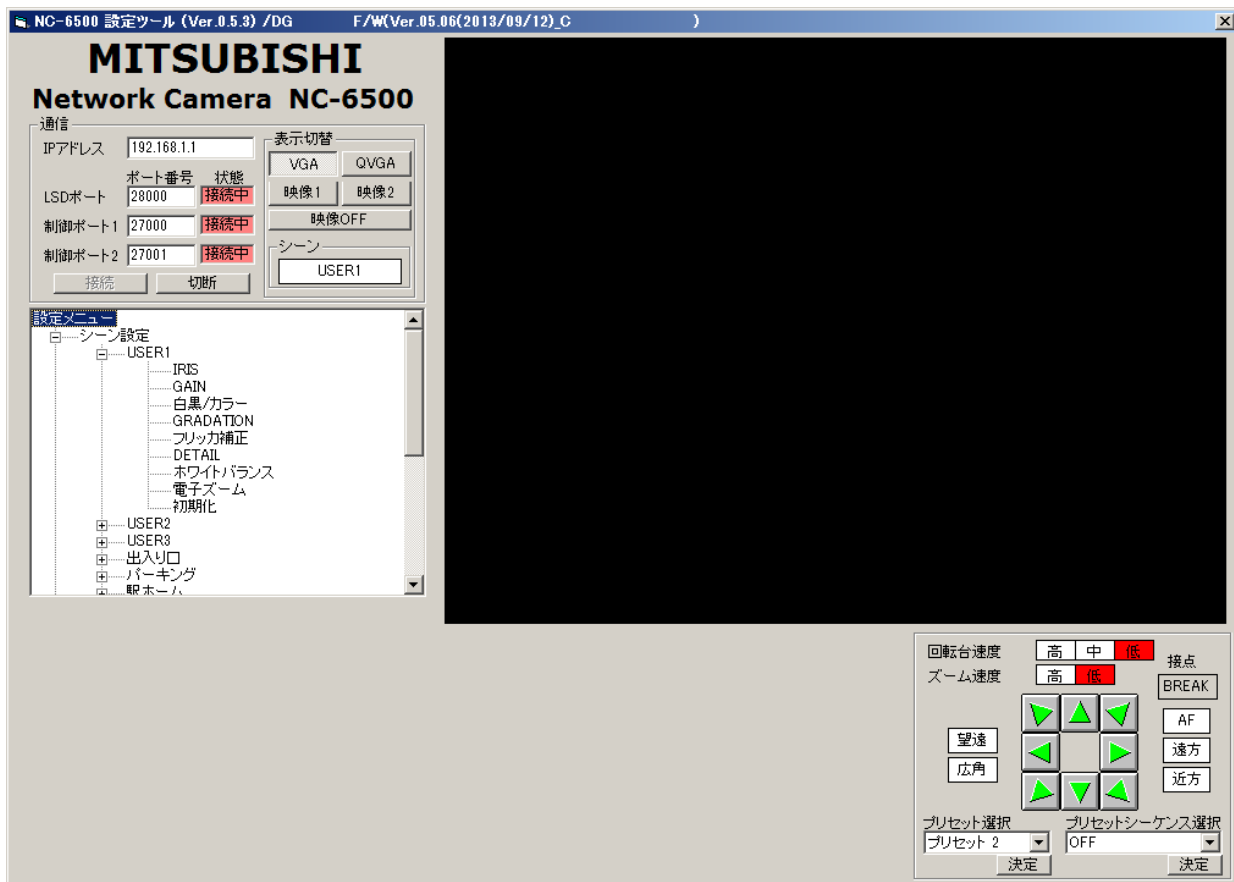 NC-6500 設定ツール (Ver.0.5.3) /DG F/W(Ver.05.06(2013/09/12)_C )
MITSUBISHI
Network Camera NC-6500
通信
IPアドレス 192.168.1.1
ポート番号 状態
LSDポート 28000 接続中
制御ポート1 27000 接続中
制御ポート2 27001 接続中
接続 切断
表示切替
VGA QVGA
映像1 映像2
映像OFF
シーン
USER1
設定メニュー
シーン設定
USER1
IRIS
GAIN
白黒/カラー
GRADATION
フリッカ補正
DETAIL
ホワイトバランス
電子ズーム
初期化
USER2
USER3
出入り口
パーキング
駅ホーム
回転台速度 高 中 低
ズーム速度 高 低
接点
BREAK
望遠
広角
AF
遠方
近方
プリセット選択
プリセット 2
決定
プリセットシーケンス選択
OFF
決定